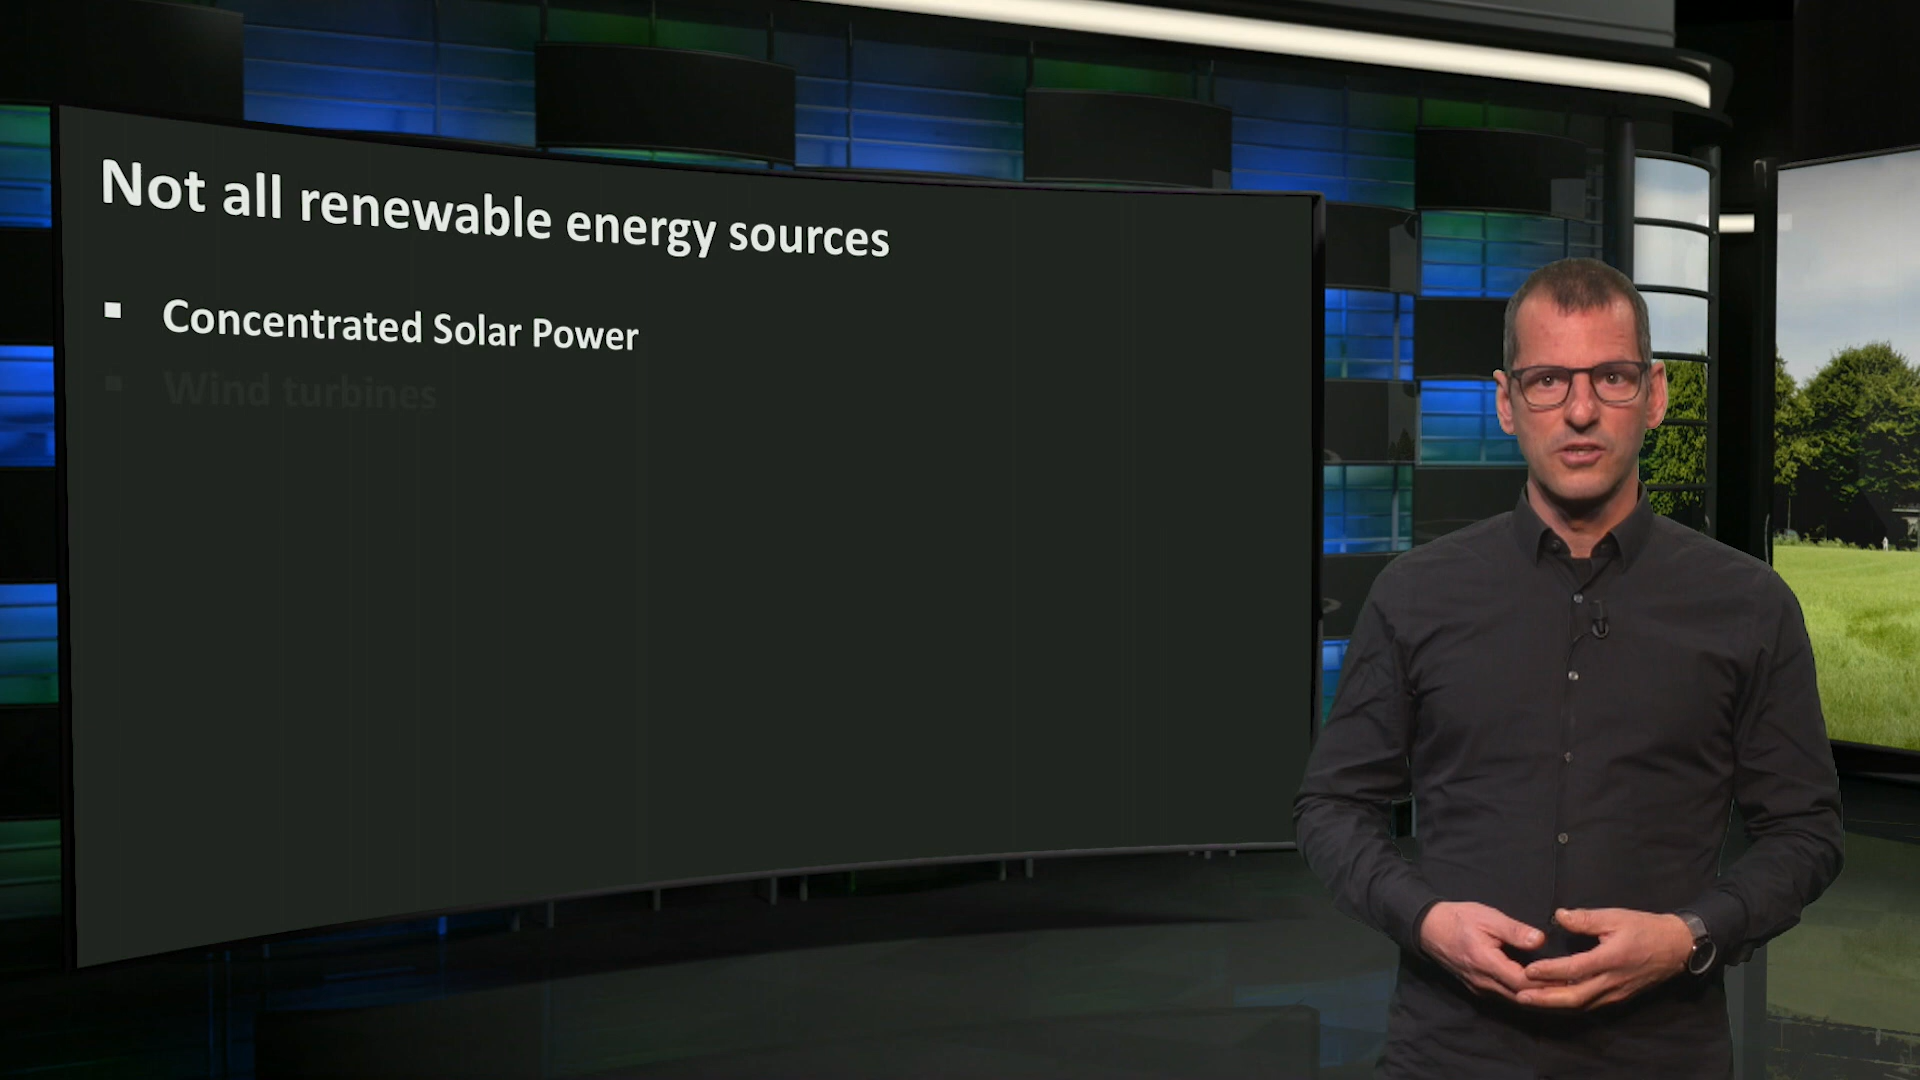 Not all renewable energy sources
▪ Concentrated Solar Power
▪ Wind turbines